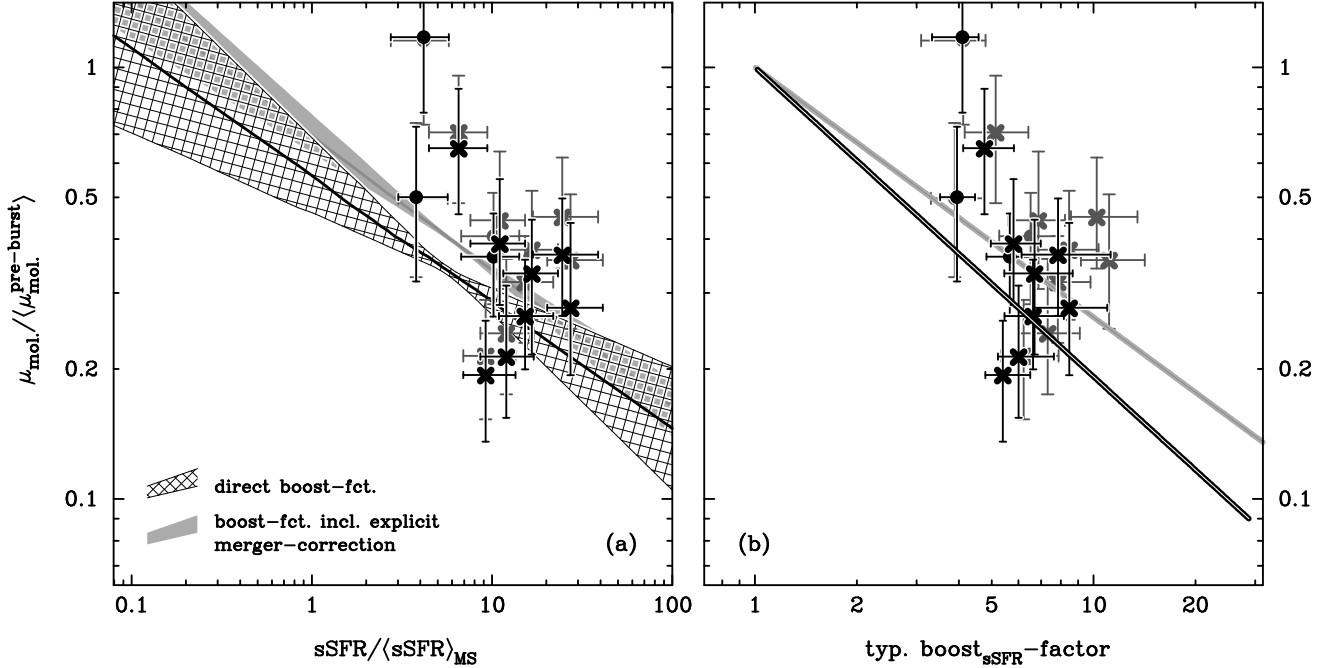 μmol./⟨μmol.pre-burst⟩
1
0.5
0.2
0.1
direct boost-fct.
boost-fct. incl. explicit
merger-correction
(a)
0.1 1 10 100
sSFR/⟨sSFR⟩MS
(b)
1
0.5
0.2
0.1
1 2 5 10 20
typ. boostsSFR-factor